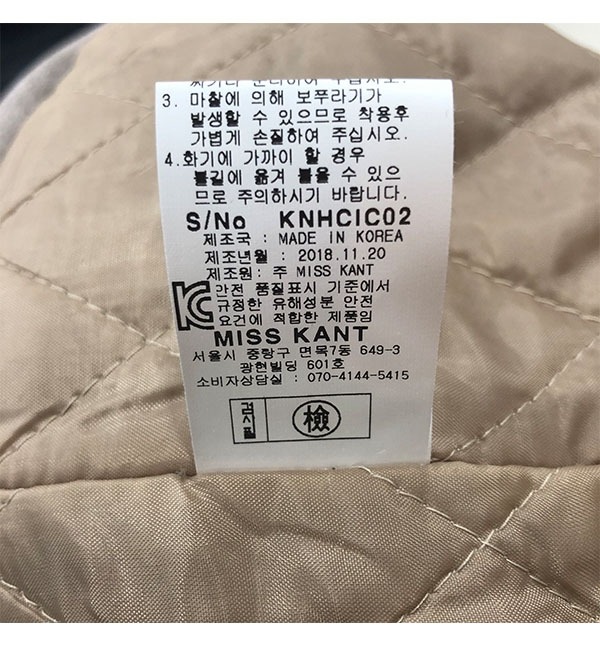 3. 마찰에 의해 보푸라기가
발생할 수 있으므로 착용후
가볍게 손질하여 주십시오.
4.화기에 가까이 할 경우
불길에 옮겨 붙을 수 있으
므로 주의하시기 바랍니다.
S/No KNHCIC02
제조국 : MADE IN KOREA
제조년월 : 2018.11.20
제조원 : 주 MISS KANT
안전 품질표시 기준에서
규정한 유해성분 안전
요건에 적합한 제품임
MISS KANT
서울시 중랑구 면목7동 649-3
광현빌딩 601호
소비자상담실 : 070-4144-5415
검사필
檢